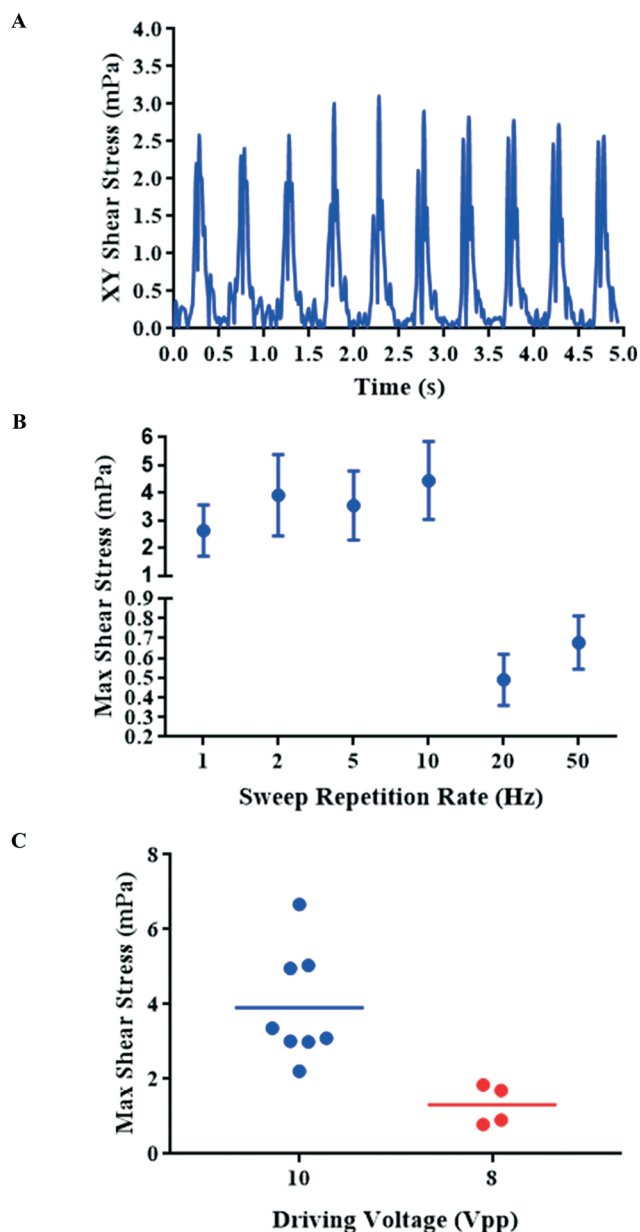 A
XY Shear Stress (mPa)
4.0
3.5
3.0
2.5
2.0
1.5
1.0
0.5
0.0
0.0 0.5 1.0 1.5 2.0 2.5 3.0 3.5 4.0 4.5 5.0
Time (s)
B
Max Shear Stress (mPa)
6
5
4
3
2
1
0.9
0.8
0.7
0.6
0.5
0.4
0.3
0.2
1 2 5 10 20 50
Sweep Repetition Rate (Hz)
C
Max Shear Stress (mPa)
8
6
4
2
0
10 8
Driving Voltage (Vpp)